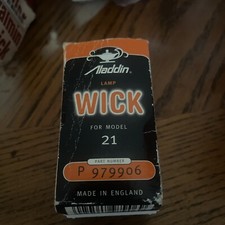 Aladdin
LAMP
WICK
FOR MODEL
21
PART NUMBER
P 979906
MADE IN ENGLAND